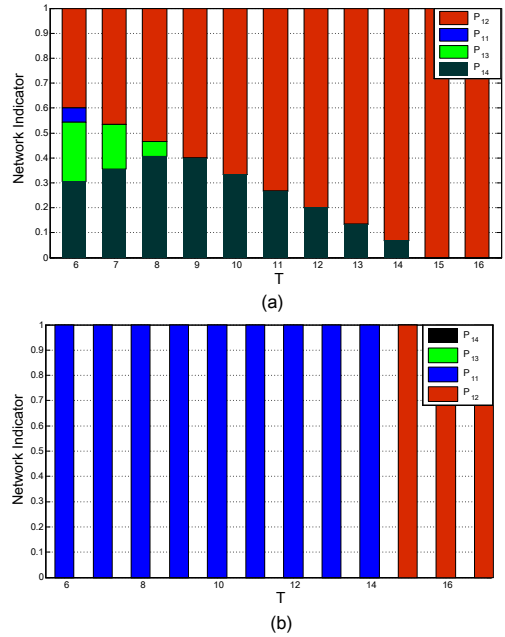 1
0.9
0.8
0.7
0.6
0.5
0.4
0.3
0.2
0.1
0
Network Indicator
P12
P11
P13
P14
6 7 8 9 10 11 12 13 14 15 16
T
(a)
1
0.9
0.8
0.7
0.6
0.5
0.4
0.3
0.2
0.1
0
Network Indicator
P14
P13
P11
P12
6 8 10 12 14 16
T
(b)